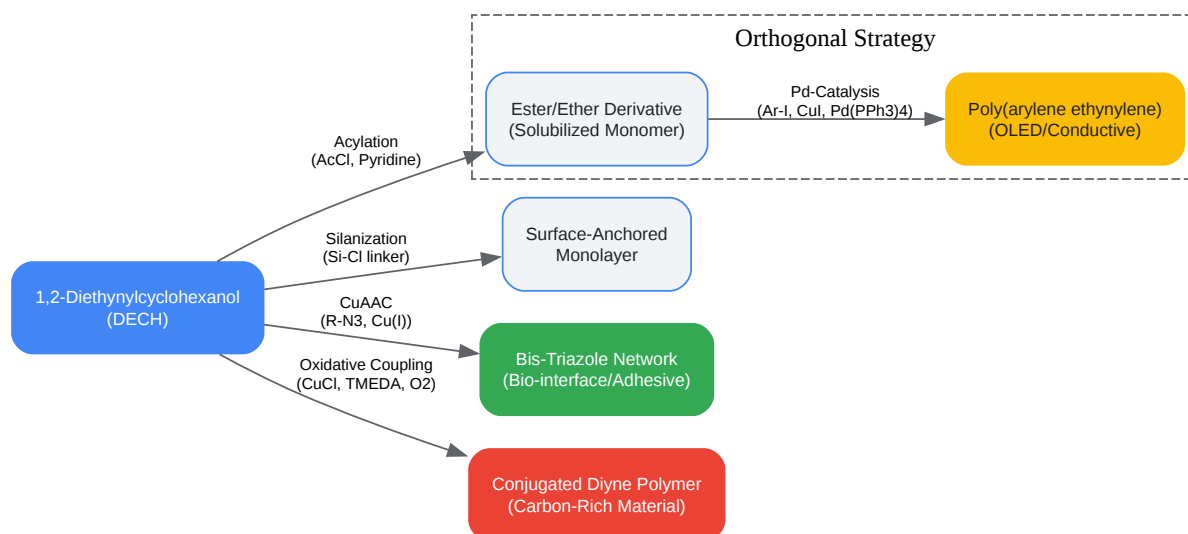 Orthogonal Strategy
Ester/Ether Derivative
(Solubilized Monomer)
Pd-Catalysis
(Ar-I, CuI, Pd(PPh3)4)
Poly(arylene ethynylene)
(OLED/Conductive)
Acylation
(AcCl, Pyridine)
Silanization
(Si-Cl linker)
Surface-Anchored
Monolayer
1,2-Diethynylcyclohexanol
(DECH)
CuAAC
(R-N3, Cu(I))
Bis-Triazole Network
(Bio-interface/Adhesive)
Oxidative Coupling
(CuCl, TMEDA, O2)
Conjugated Diyne Polymer
(Carbon-Rich Material)